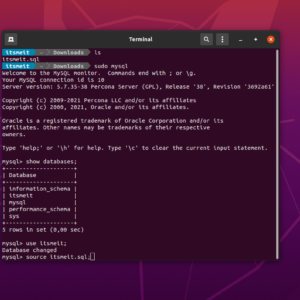 Terminal
itsmeit ~ Downloads ls
itsmeit.sql
itsmeit ~ Downloads sudo mysql
Welcome to the MySQL monitor.  Commands end with ; or \g.
Your MySQL connection id is 10
Server version: 5.7.35-38 Percona Server (GPL), Release '38', Revision '3692a61'
Copyright (c) 2009-2021 Percona LLC and/or its affiliates
Copyright (c) 2000, 2021, Oracle and/or its affiliates.
Oracle is a registered trademark of Oracle Corporation and/or its
affiliates. Other names may be trademarks of their respective
owners.
Type 'help;' or '\h' for help. Type '\c' to clear the current input statement.
mysql> show databases;
+--------------------+
| Database           |
+--------------------+
| information_schema |
| itsmeit            |
| mysql              |
| performance_schema |
| sys                |
+--------------------+
5 rows in set (0,00 sec)
mysql> use itsmeit;
Database changed
mysql> source itsmeit.sql;